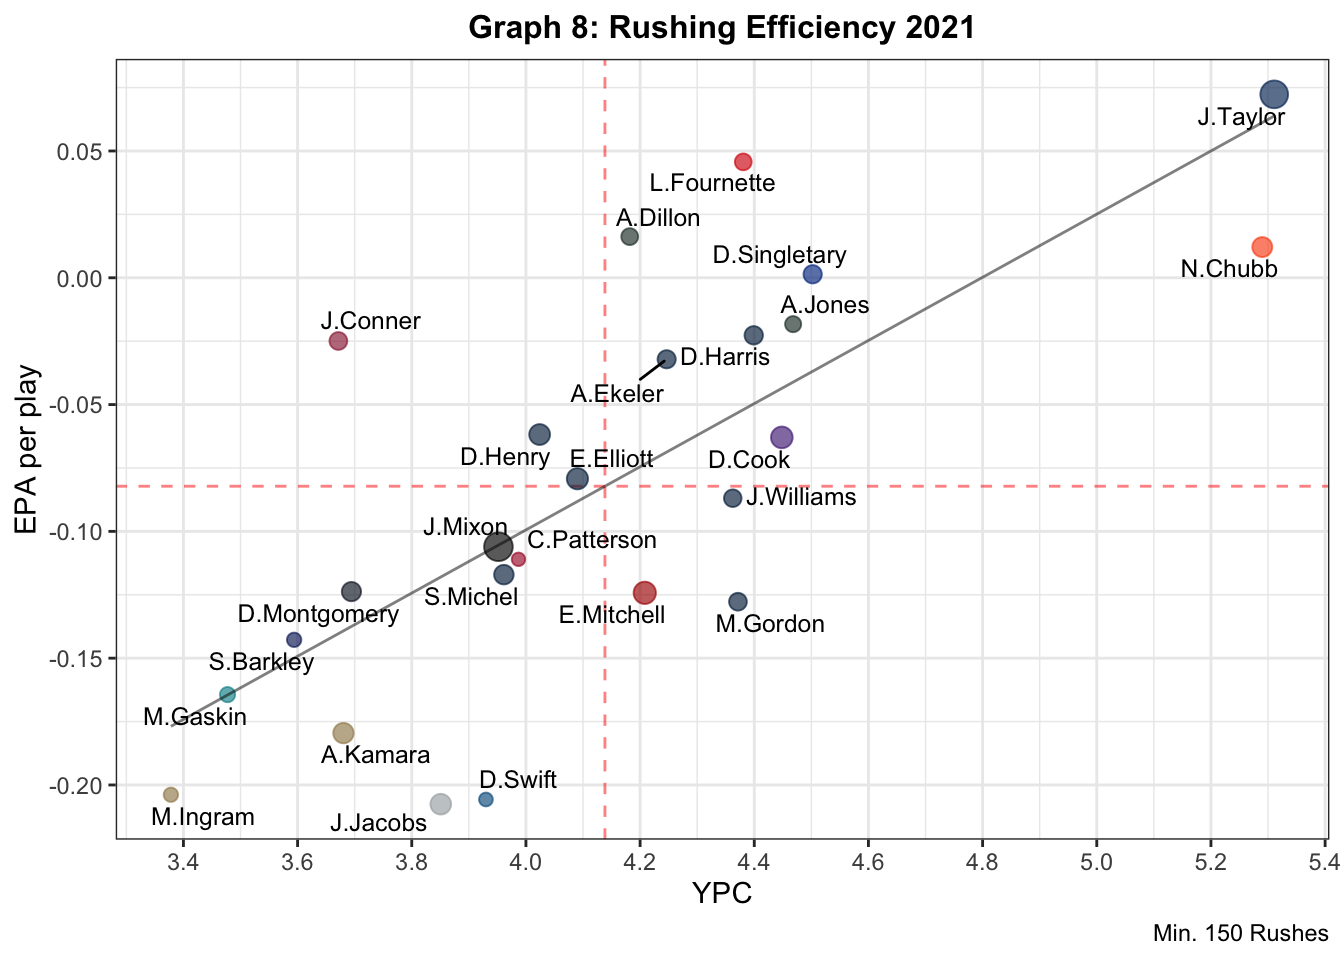 Graph 8: Rushing Efficiency 2021
J.Taylor
0.05
L.Fournette
A.Dillon
D.Singletary
N.Chubb
0.00
A.Jones
J.Conner
D.Harris
A.Ekeler
-0.05
EPA per play
D.Henry
E.Elliott
D.Cook
J.Williams
-0.10
J.Mixon
C.Patterson
S.Michel
E.Mitchell
M.Gordon
D.Montgomery
-0.15
S.Barkley
M.Gaskin
A.Kamara
-0.20
D.Swift
M.Ingram
J.Jacobs
3.4 3.6 3.8 4.0 4.2 4.4 4.6 4.8 5.0 5.2 5.4
YPC
Min. 150 Rushes